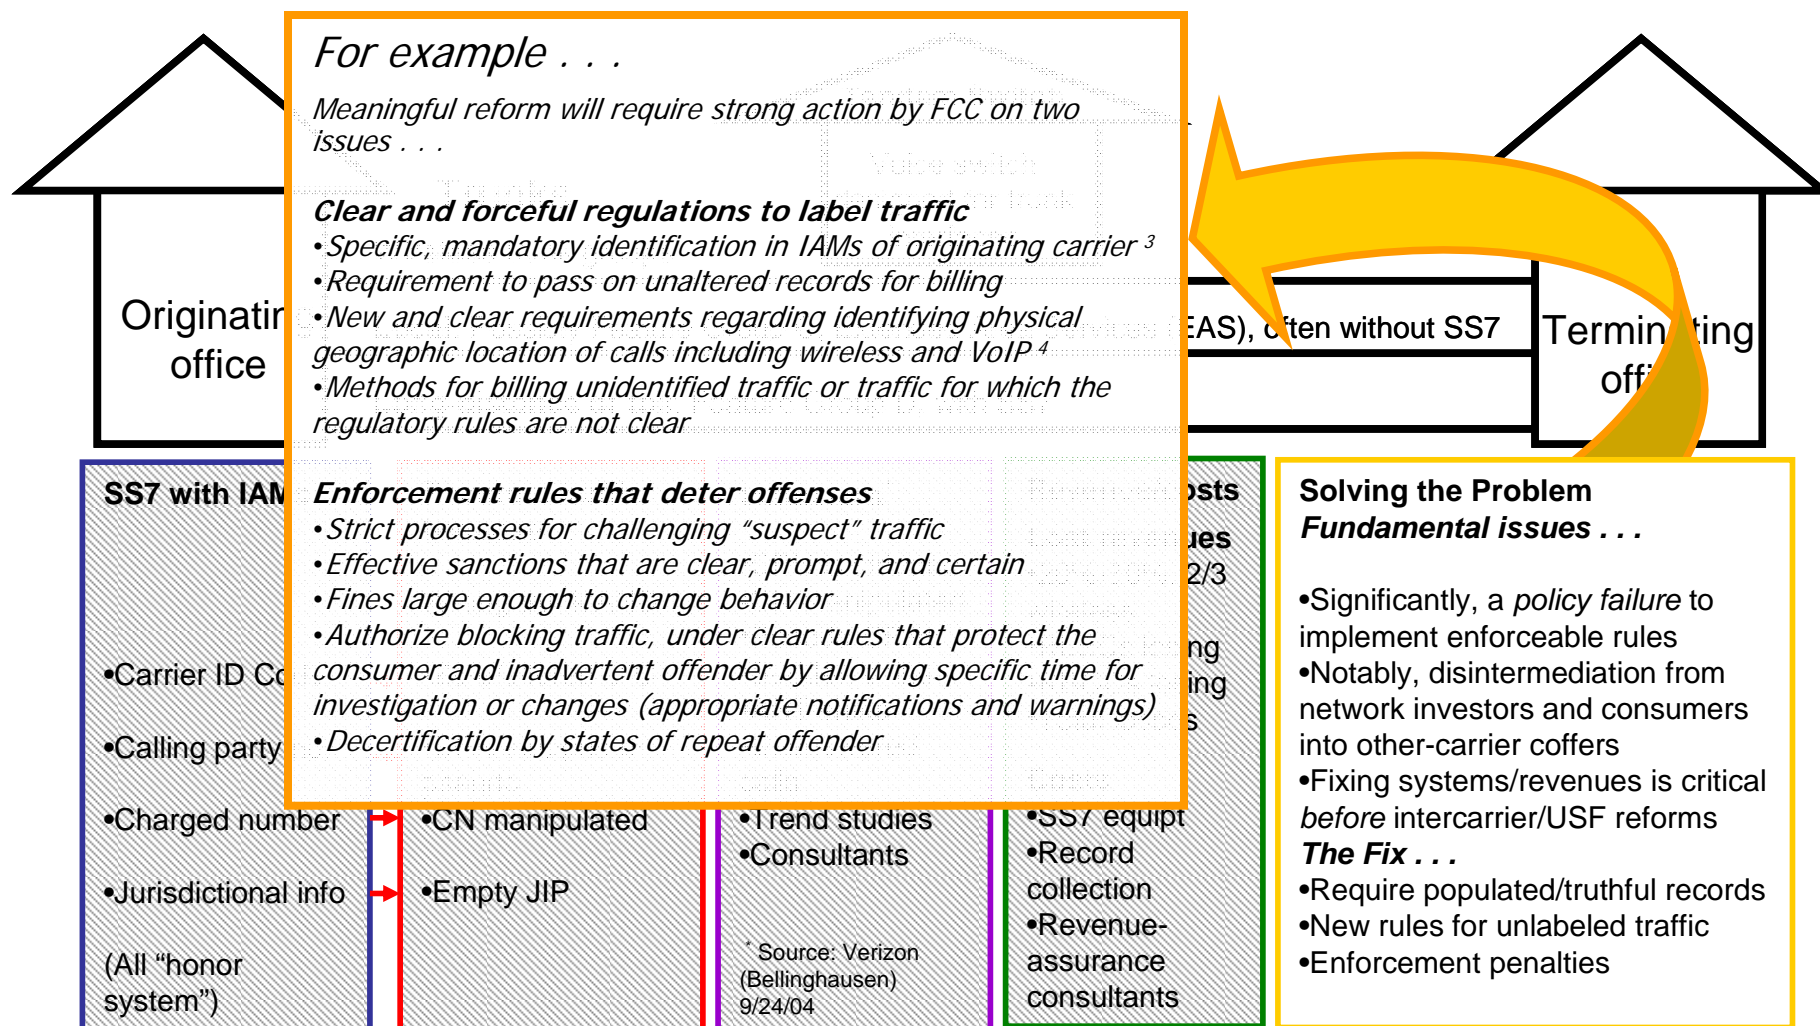 For example . . .
Meaningful reform will require strong action by FCC on two
issues . . .
Clear and forceful regulations to label traffic
•Specific, mandatory identification in IAMs of originating carrier 3
•Requirement to pass on unaltered records for billing
•New and clear requirements regarding identifying physical
geographic location of calls including wireless and VoIP 4
•Methods for billing unidentified traffic or traffic for which the
regulatory rules are not clear
Enforcement rules that deter offenses
•Strict processes for challenging “suspect” traffic
•Effective sanctions that are clear, prompt, and certain
•Fines large enough to change behavior
•Authorize blocking traffic, under clear rules that protect the
consumer and inadvertent offender by allowing specific time for
investigation or changes (appropriate notifications and warnings)
•Decertification by states of repeat offender
Voice switch
Trunks
Originating
office
EAS), often without SS7
Terminating
office
SS7 with IAM
•Carrier ID
•Calling party
•Charged number
•Jurisdictional info
(All “honor
system”)
•CN manipulated
•Empty JIP
•Trend studies
•Consultants
* Source: Verizon
(Bellinghausen)
9/24/04
2/3
•SS7 equipt
•Record
collection
•Revenue-
assurance
consultants
Solving the Problem
Fundamental issues . . .
•Significantly, a policy failure to
implement enforceable rules
•Notably, disintermediation from
network investors and consumers
into other-carrier coffers
•Fixing systems/revenues is critical
before intercarrier/USF reforms
The Fix . . .
•Require populated/truthful records
•New rules for unlabeled traffic
•Enforcement penalties